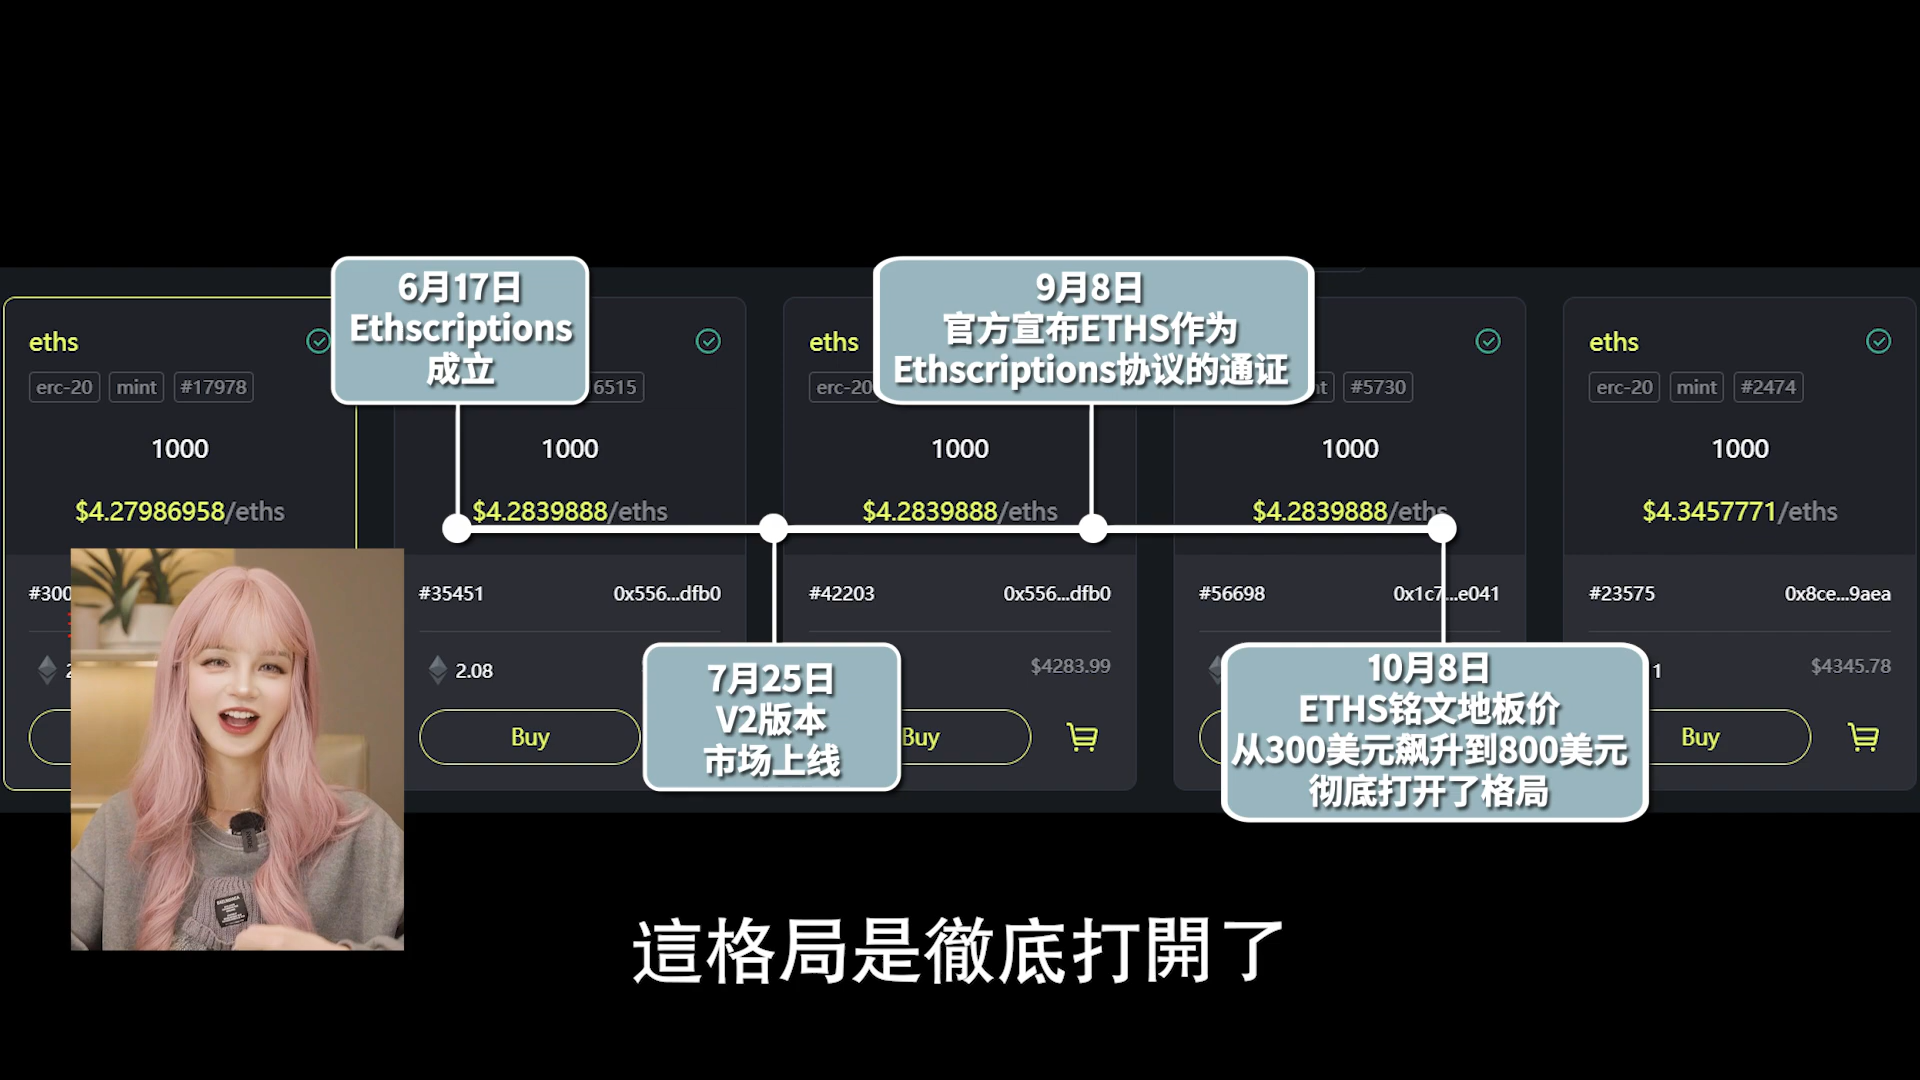 6月17日
Ethscriptions
成立
9月8日
官方宣布ETHS作为
Ethscriptions协议的通证
7月25日
V2版本
市场上线
10月8日
ETHS铭文地板价
从300美元飙升到800美元
彻底打开了格局
eths
erc-20 mint #17978
1000
$4.27986958/eths
#300
6515
1000
$4.2839888/eths
#35451 0x556...dfb0
2.08
Buy
eths
erc-20
1000
$4.2839888/eths
#42203 0x556...dfb0
$4283.99
Buy
#5730
1000
$4.2839888/eths
#56698 0x1c7...e041
eths
erc-20 mint #2474
1000
$4.3457771/eths
#23575 0x8ce...9aea
$4345.78
Buy
這格局是徹底打開了